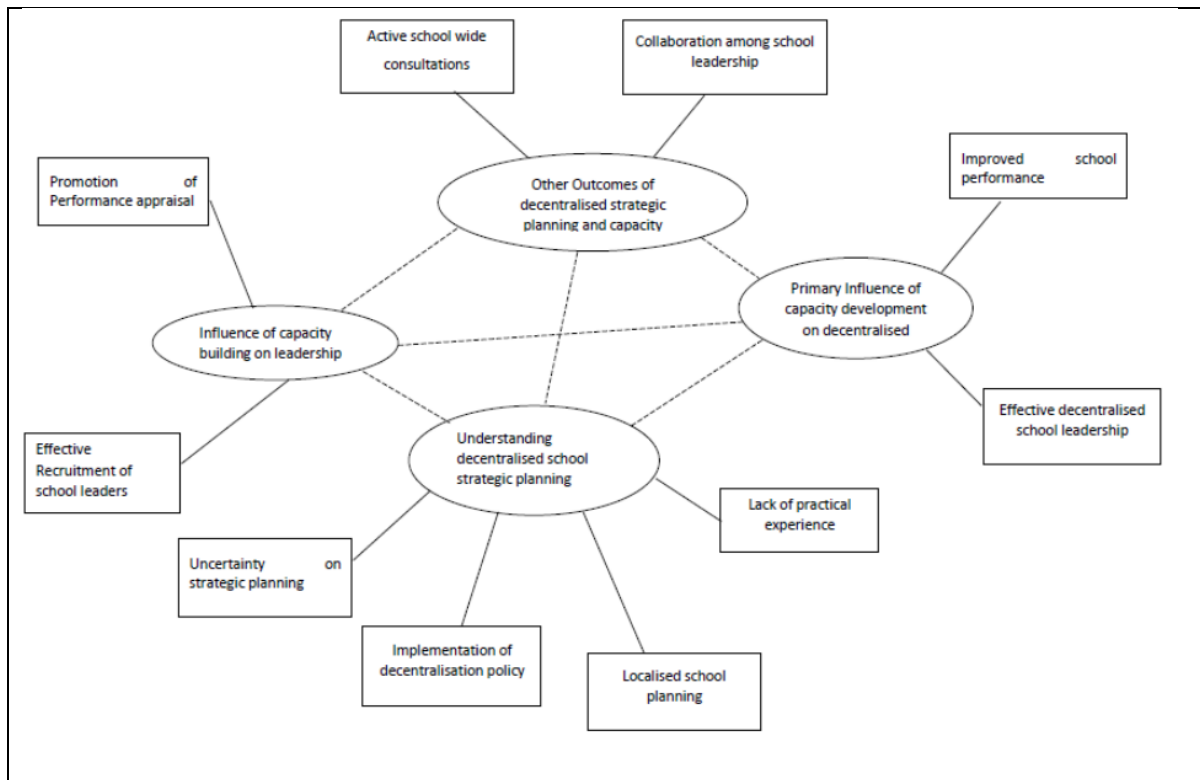 Active school wide
consultations
Collaboration among school
leadership
Improved school
performance
Promotion of
Performance appraisal
Other Outcomes of
decentralised strategic
planning and capacity
Primary Influence of
capacity development
on decentralised
Influence of capacity
building on leadership
Effective decentralised
school leadership
Understanding
decentralised school
strategic planning
Effective
Recruitment of
school leaders
Lack of practical
experience
Uncertainty on
strategic planning
Implementation of
decentralisation policy
Localised school
planning